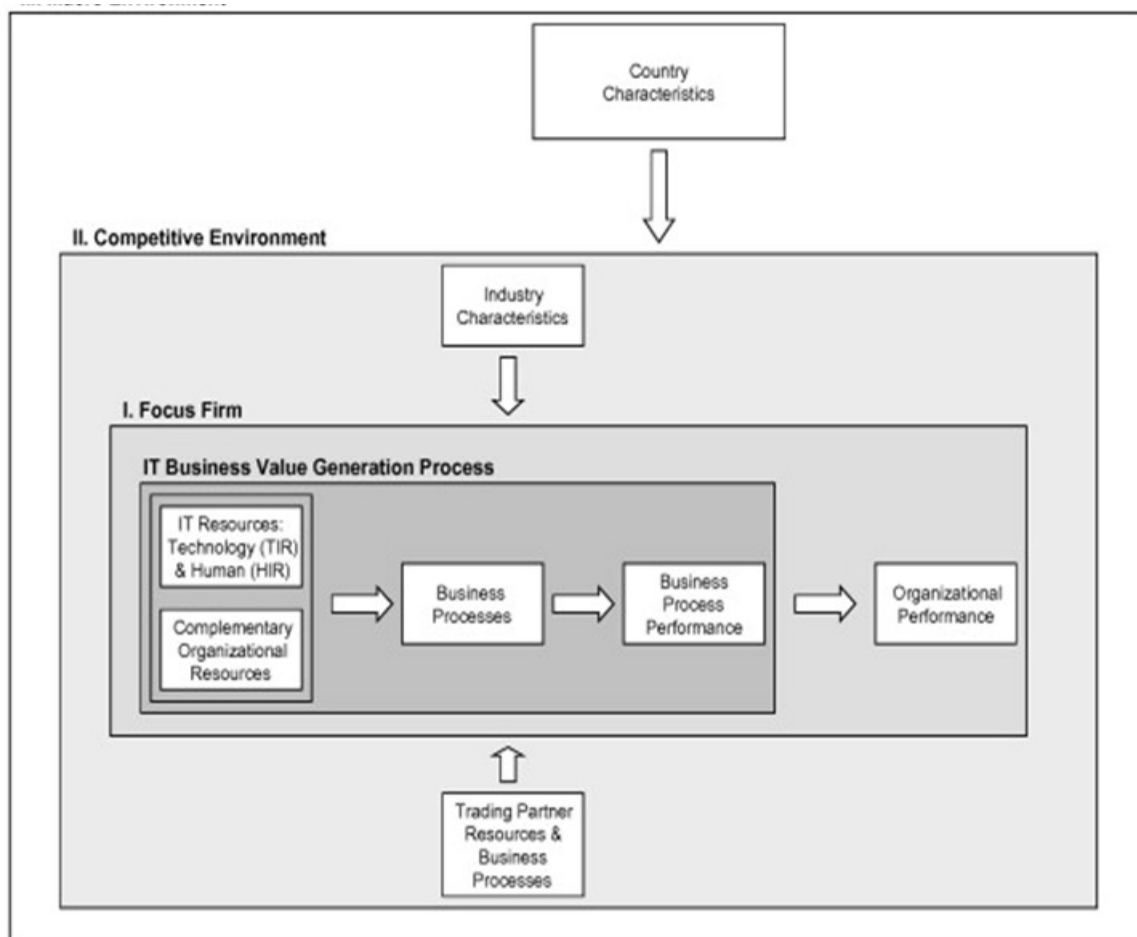 Country
Characteristics
II. Competitive Environment
Industry
Characteristics
I. Focus Firm
IT Business Value Generation Process
IT Resources:
Technology (TIR)
& Human (HIR)
Complementary
Organizational
Resources
Business
Processes
Business
Process
Performance
Organizational
Performance
Trading Partner
Resources &
Business
Processes